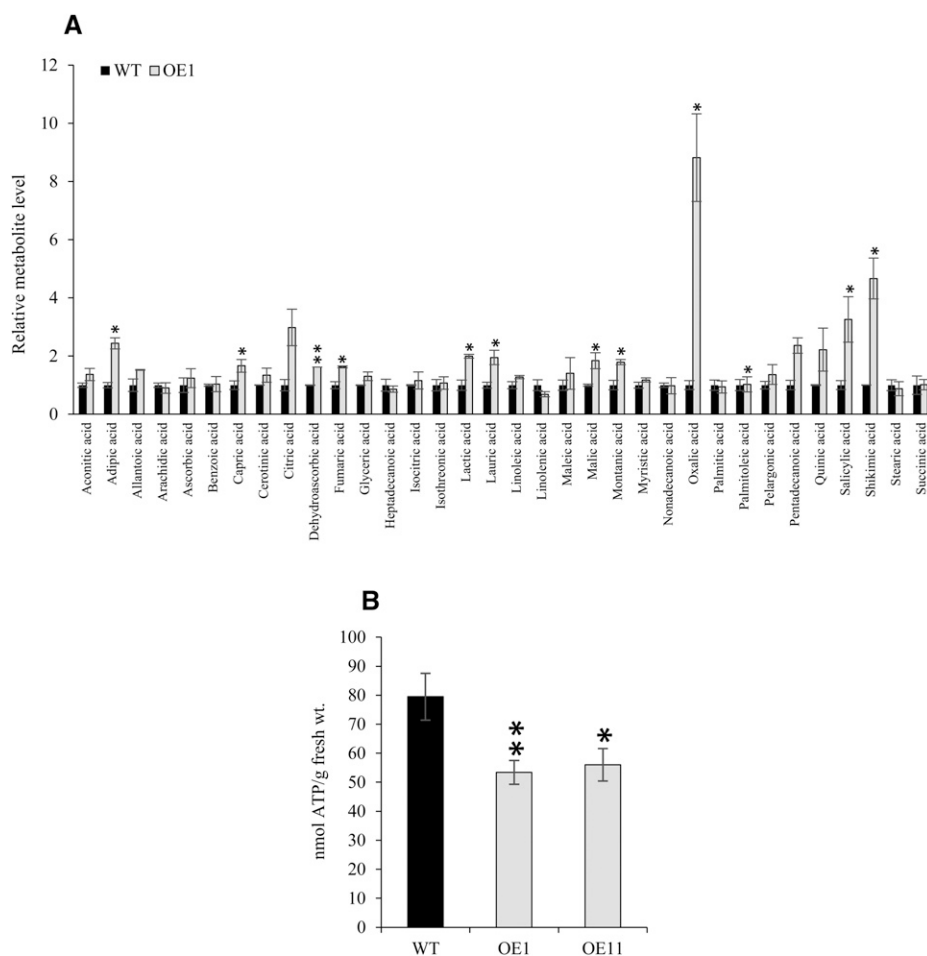 A
12
10
8
6
4
2
0
Relative metabolite level
WT OE1
* * ** * * * * * * * * *
Aconitic acid
Adipic acid
Allantoic acid
Arachidic acid
Ascorbic acid
Benzoic acid
Capric acid
Cerotinic acid
Citric acid
Dehydroascorbic acid
Fumaric acid
Glyceric acid
Heptadecanoic acid
Isocitric acid
Isothreonic acid
Lactic acid
Lauric acid
Linoleic acid
Linolenic acid
Maleic acid
Malic acid
Montanic acid
Myristic acid
Nonadecanoic acid
Oxalic acid
Palmitic acid
Palmitoleic acid
Pelargonic acid
Pentadecanoic acid
Quinic acid
Salicylic acid
Shikimic acid
Stearic acid
Succinic acid
B
100
90
80
70
60
50
40
30
20
10
0
nmol ATP/g fresh wt.
** *
WT OE1 OE11